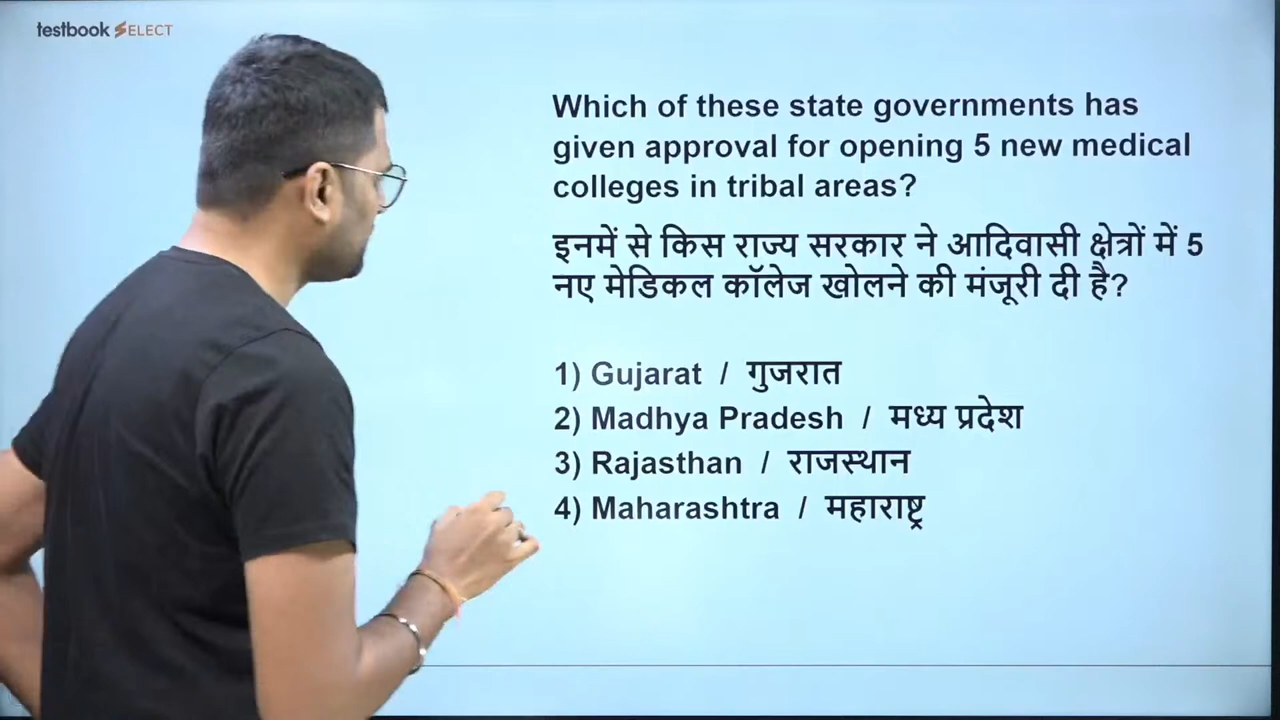 testbook SELECT
Which of these state governments has
given approval for opening 5 new medical
colleges in tribal areas?
इनमें से किस राज्य सरकार ने आदिवासी क्षेत्रों में 5
नए मेडिकल कॉलेज खोलने की मंजूरी दी है?
1) Gujarat / गुजरात
2) Madhya Pradesh / मध्य प्रदेश
3) Rajasthan / राजस्थान
4) Maharashtra / महाराष्ट्र